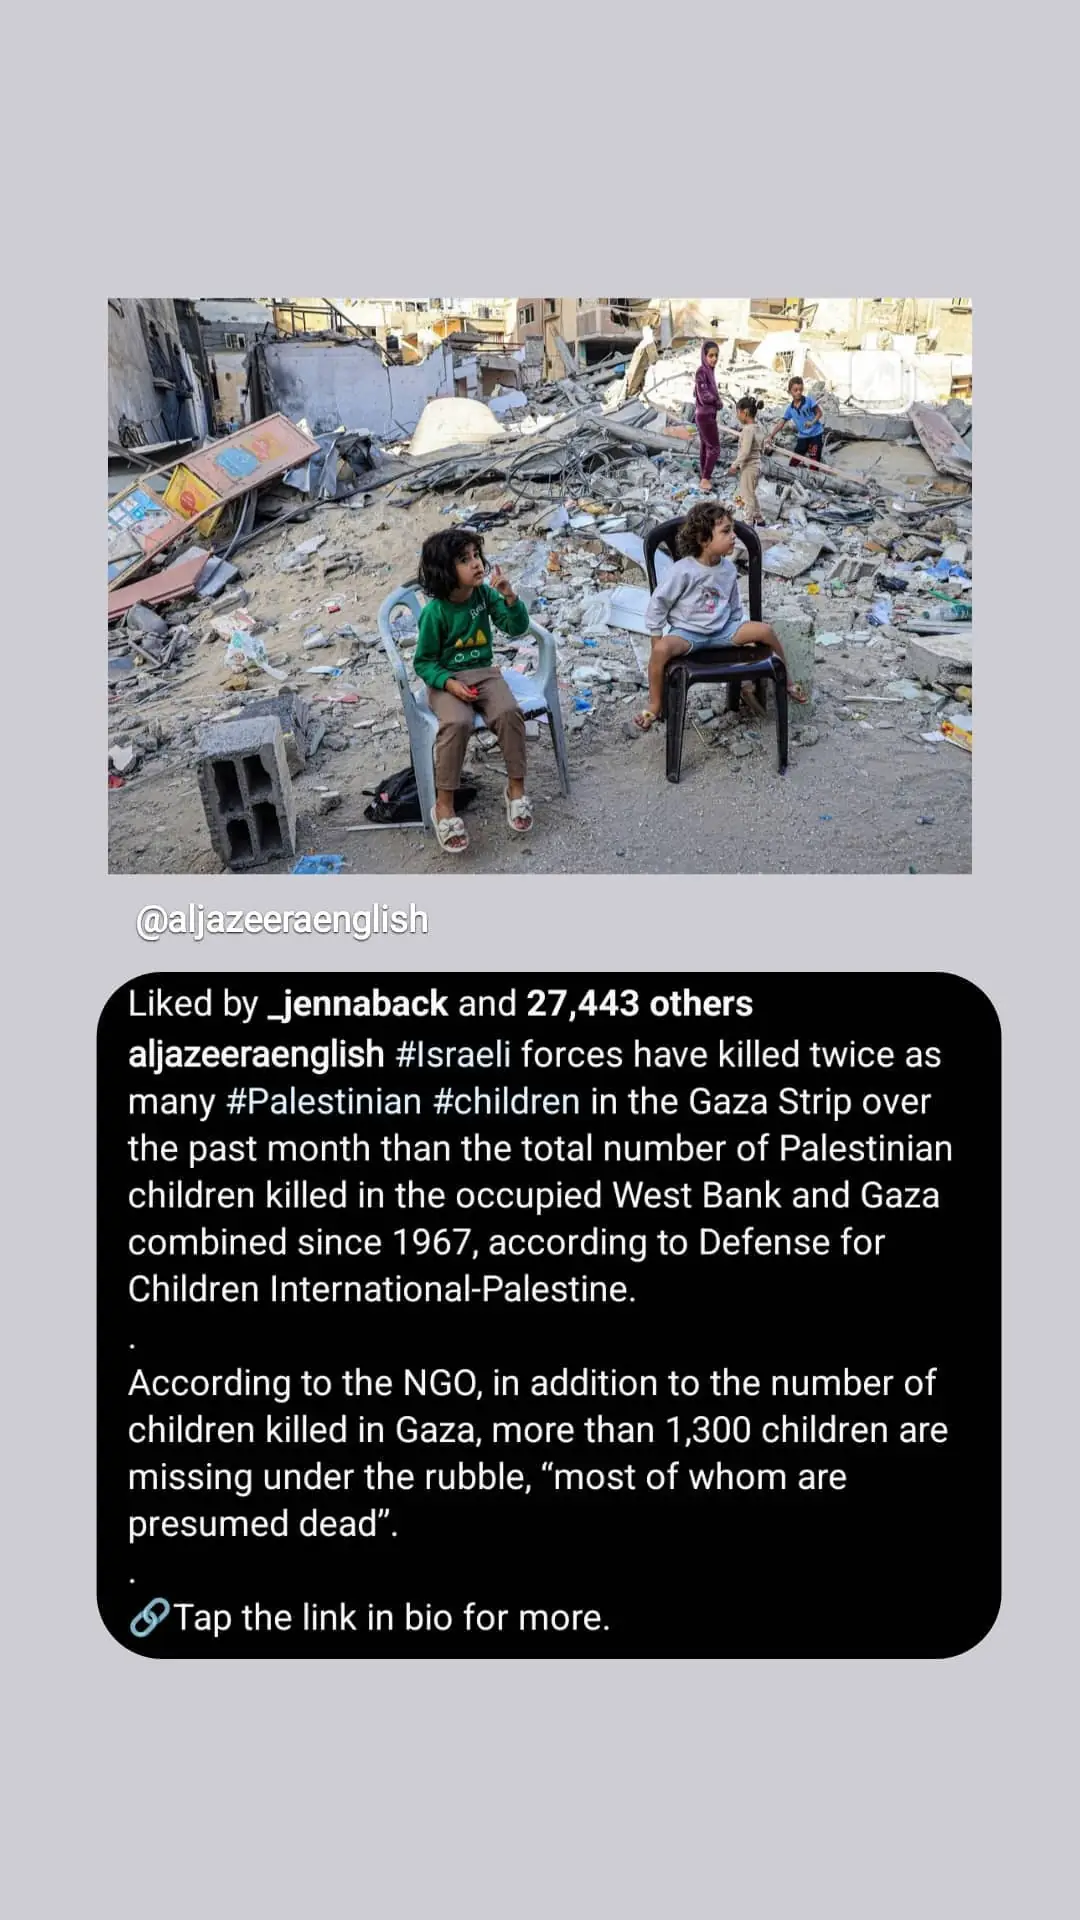 @aljazeeraenglish
Liked by _jennaback and 27,443 others
aljazeeraenglish #Israeli forces have killed twice as
many #Palestinian #children in the Gaza Strip over
the past month than the total number of Palestinian
children killed in the occupied West Bank and Gaza
combined since 1967, according to Defense for
Children International-Palestine.
.
According to the NGO, in addition to the number of
children killed in Gaza, more than 1,300 children are
missing under the rubble, “most of whom are
presumed dead”.
.
🔗Tap the link in bio for more.